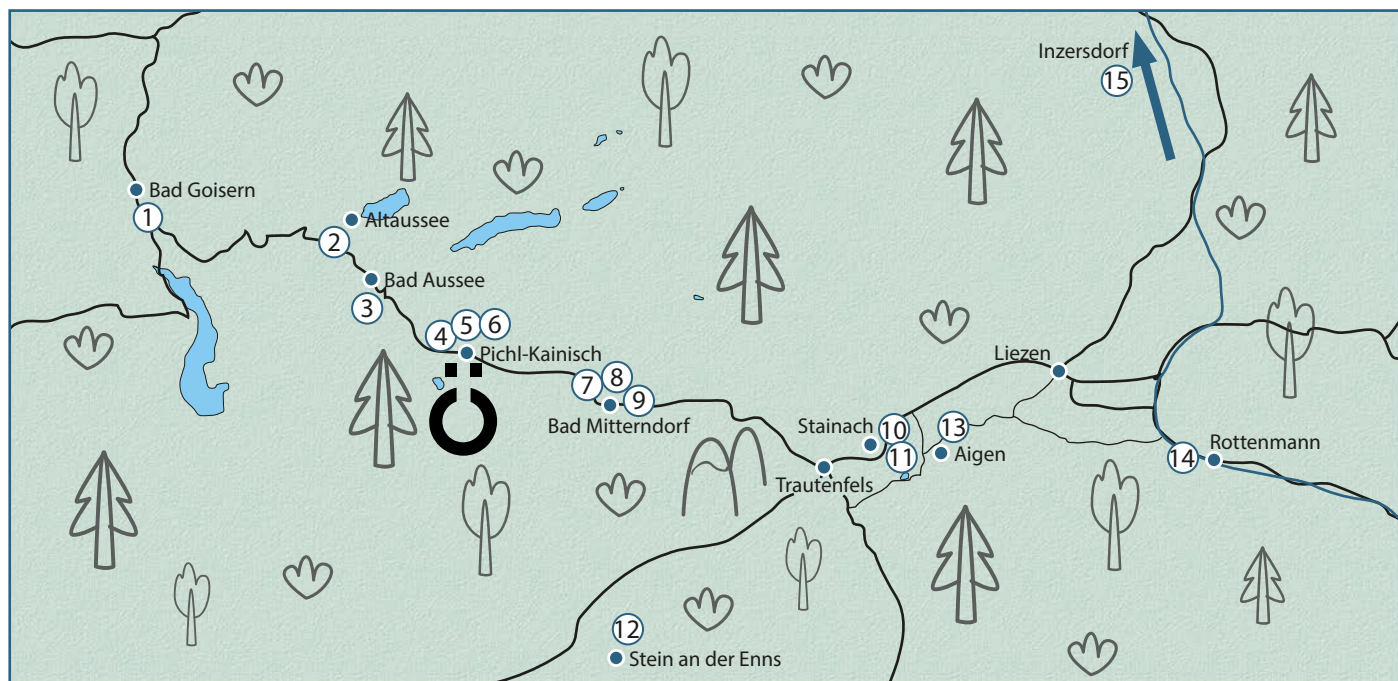 Inzersdorf
15
Bad Goisern
1
Altaussee
2
Bad Aussee
3
4
5
6
Pichl-Kainisch
7
8
9
Bad Mitterndorf
Liezen
Stainach
10
11
13
Aigen
14
Rottenmann
Trautenfels
12
Stein an der Enns